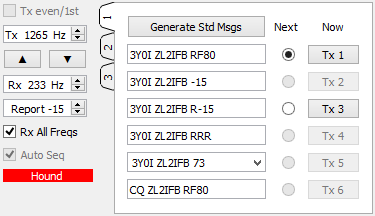 Tx even/1st
Tx 1265 Hz
Rx 233 Hz
Report -15
Rx All Freqs
Auto Seq
Hound
1
2
3
Generate Std Msgs Next Now
3Y0I ZL2IFB RF80 Tx 1
3Y0I ZL2IFB -15 Tx 2
3Y0I ZL2IFB R-15 Tx 3
3Y0I ZL2IFB RRR Tx 4
3Y0I ZL2IFB 73 Tx 5
CQ ZL2IFB RF80 Tx 6